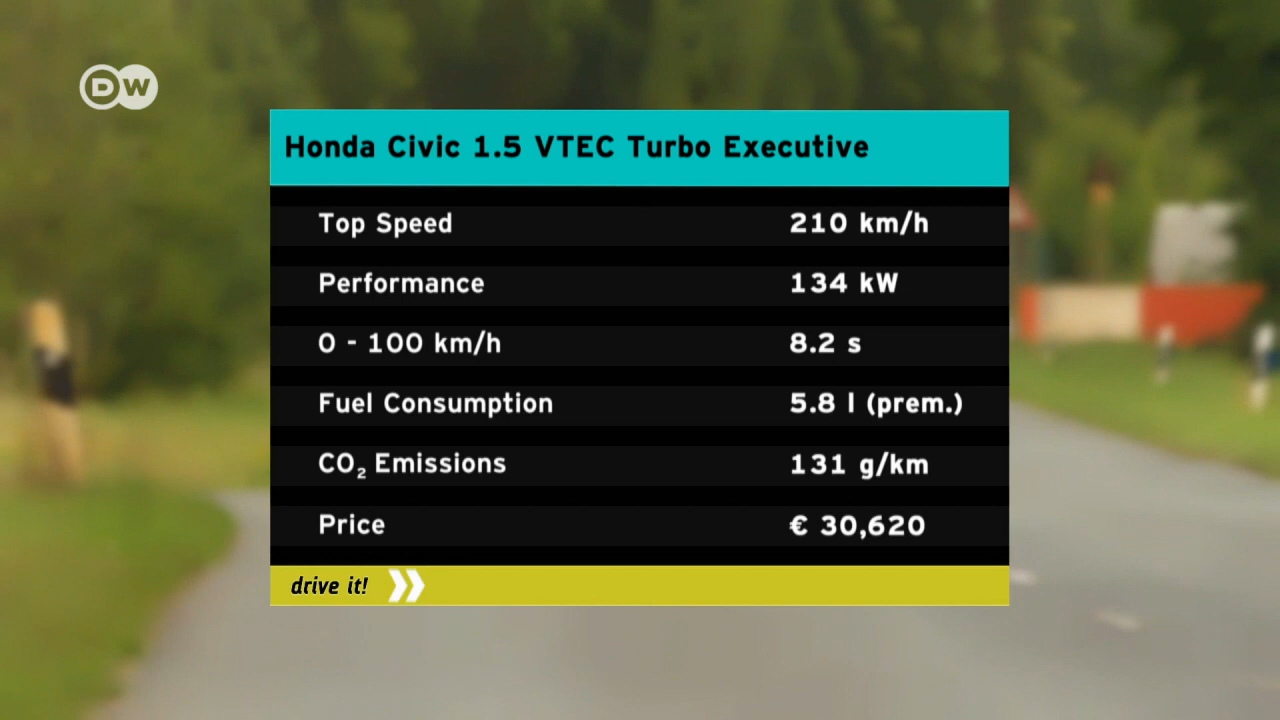 DW
Honda Civic 1.5 VTEC Turbo Executive
Top Speed 210 km/h
Performance 134 kW
0 - 100 km/h 8.2 s
Fuel Consumption 5.8 l (prem.)
CO₂ Emissions 131 g/km
Price € 30,620
drive it!